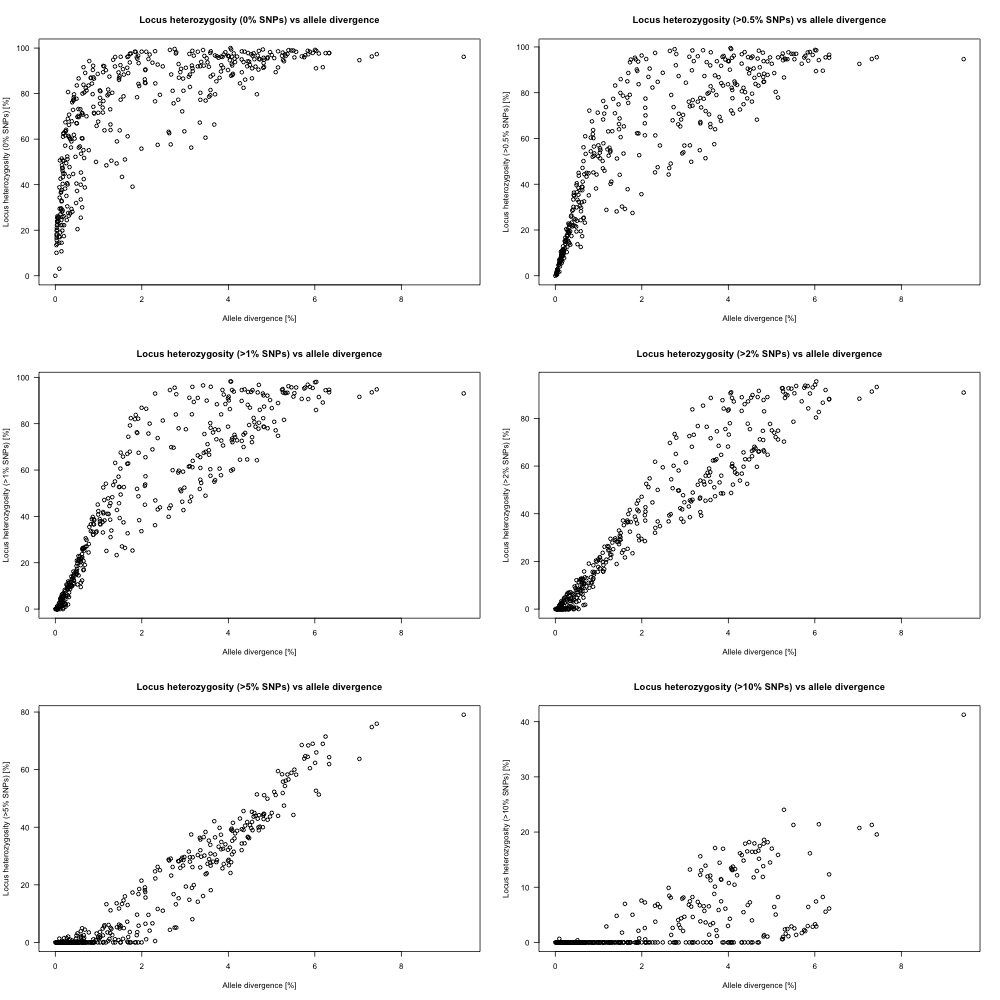 Locus heterozygosity (0% SNPs) vs allele divergence
Locus heterozygosity (0% SNPs) [%]
100
80
60
40
20
0
0 2 4 6 8
Allele divergence [%]
Locus heterozygosity (>0.5% SNPs) vs allele divergence
Locus heterozygosity (>0.5% SNPs) [%]
100
80
60
40
20
0
0 2 4 6 8
Allele divergence [%]
Locus heterozygosity (>1% SNPs) vs allele divergence
Locus heterozygosity (>1% SNPs) [%]
100
80
60
40
20
0
0 2 4 6 8
Allele divergence [%]
Locus heterozygosity (>2% SNPs) vs allele divergence
Locus heterozygosity (>2% SNPs) [%]
80
60
40
20
0
0 2 4 6 8
Allele divergence [%]
Locus heterozygosity (>5% SNPs) vs allele divergence
Locus heterozygosity (>5% SNPs) [%]
80
60
40
20
0
0 2 4 6 8
Allele divergence [%]
Locus heterozygosity (>10% SNPs) vs allele divergence
Locus heterozygosity (>10% SNPs) [%]
40
30
20
10
0
0 2 4 6 8
Allele divergence [%]